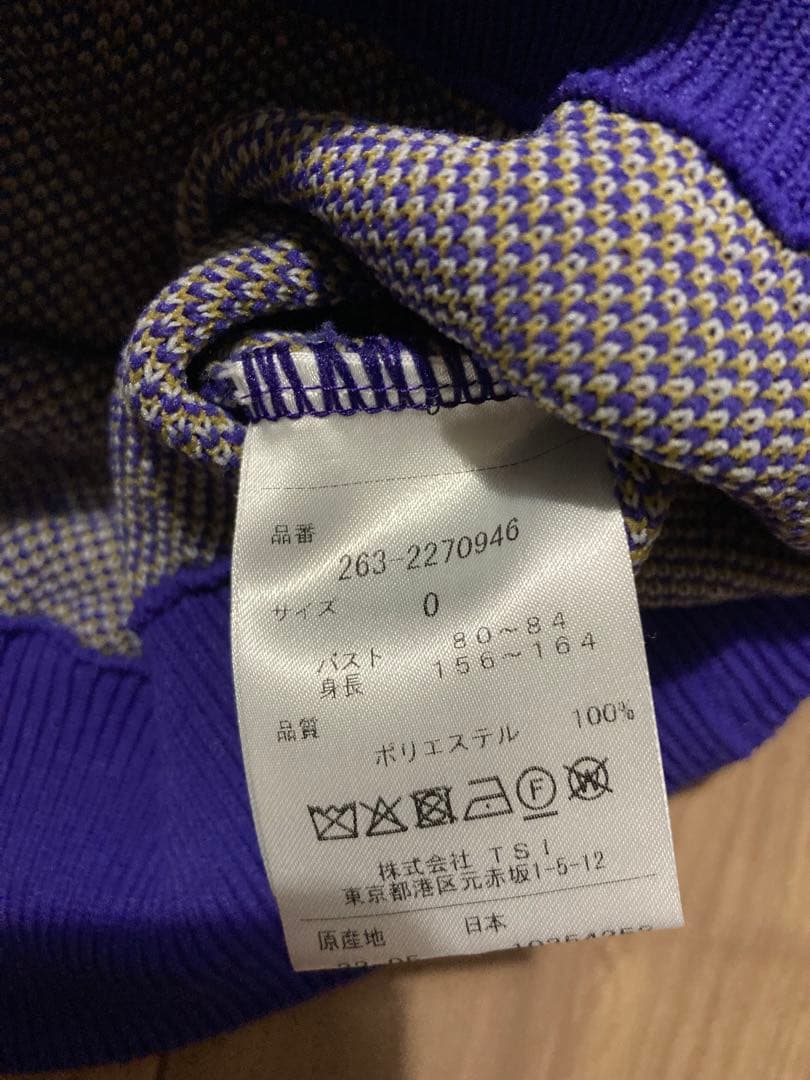 品番
263-2270946
サイズ 0
バスト 80～84
身長 156～164
品質
ポリエステル 100%
F W
株式会社 TSI
東京都港区元赤坂1-5-12
原産地 日本